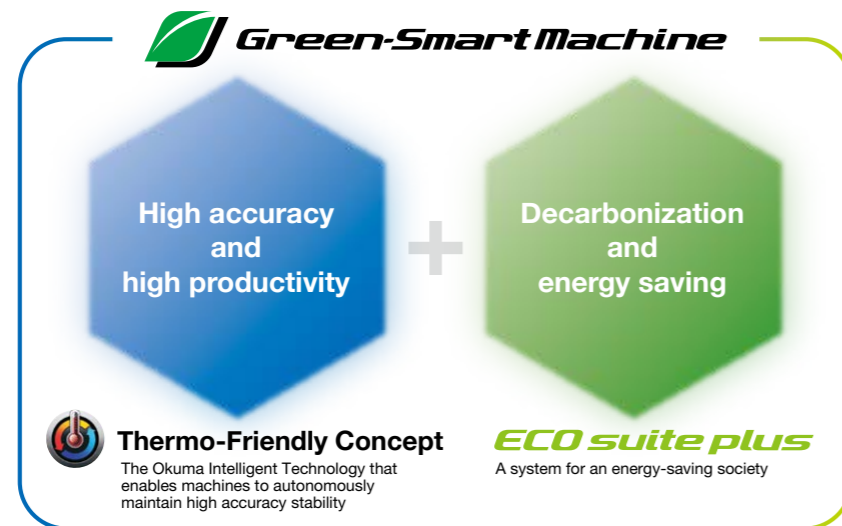 Green-Smart Machine
High accuracy
and
high productivity
+
Decarbonization
and
energy saving
Thermo-Friendly Concept
The Okuma Intelligent Technology that
enables machines to autonomously
maintain high accuracy stability
ECO suite plus
A system for an energy-saving society